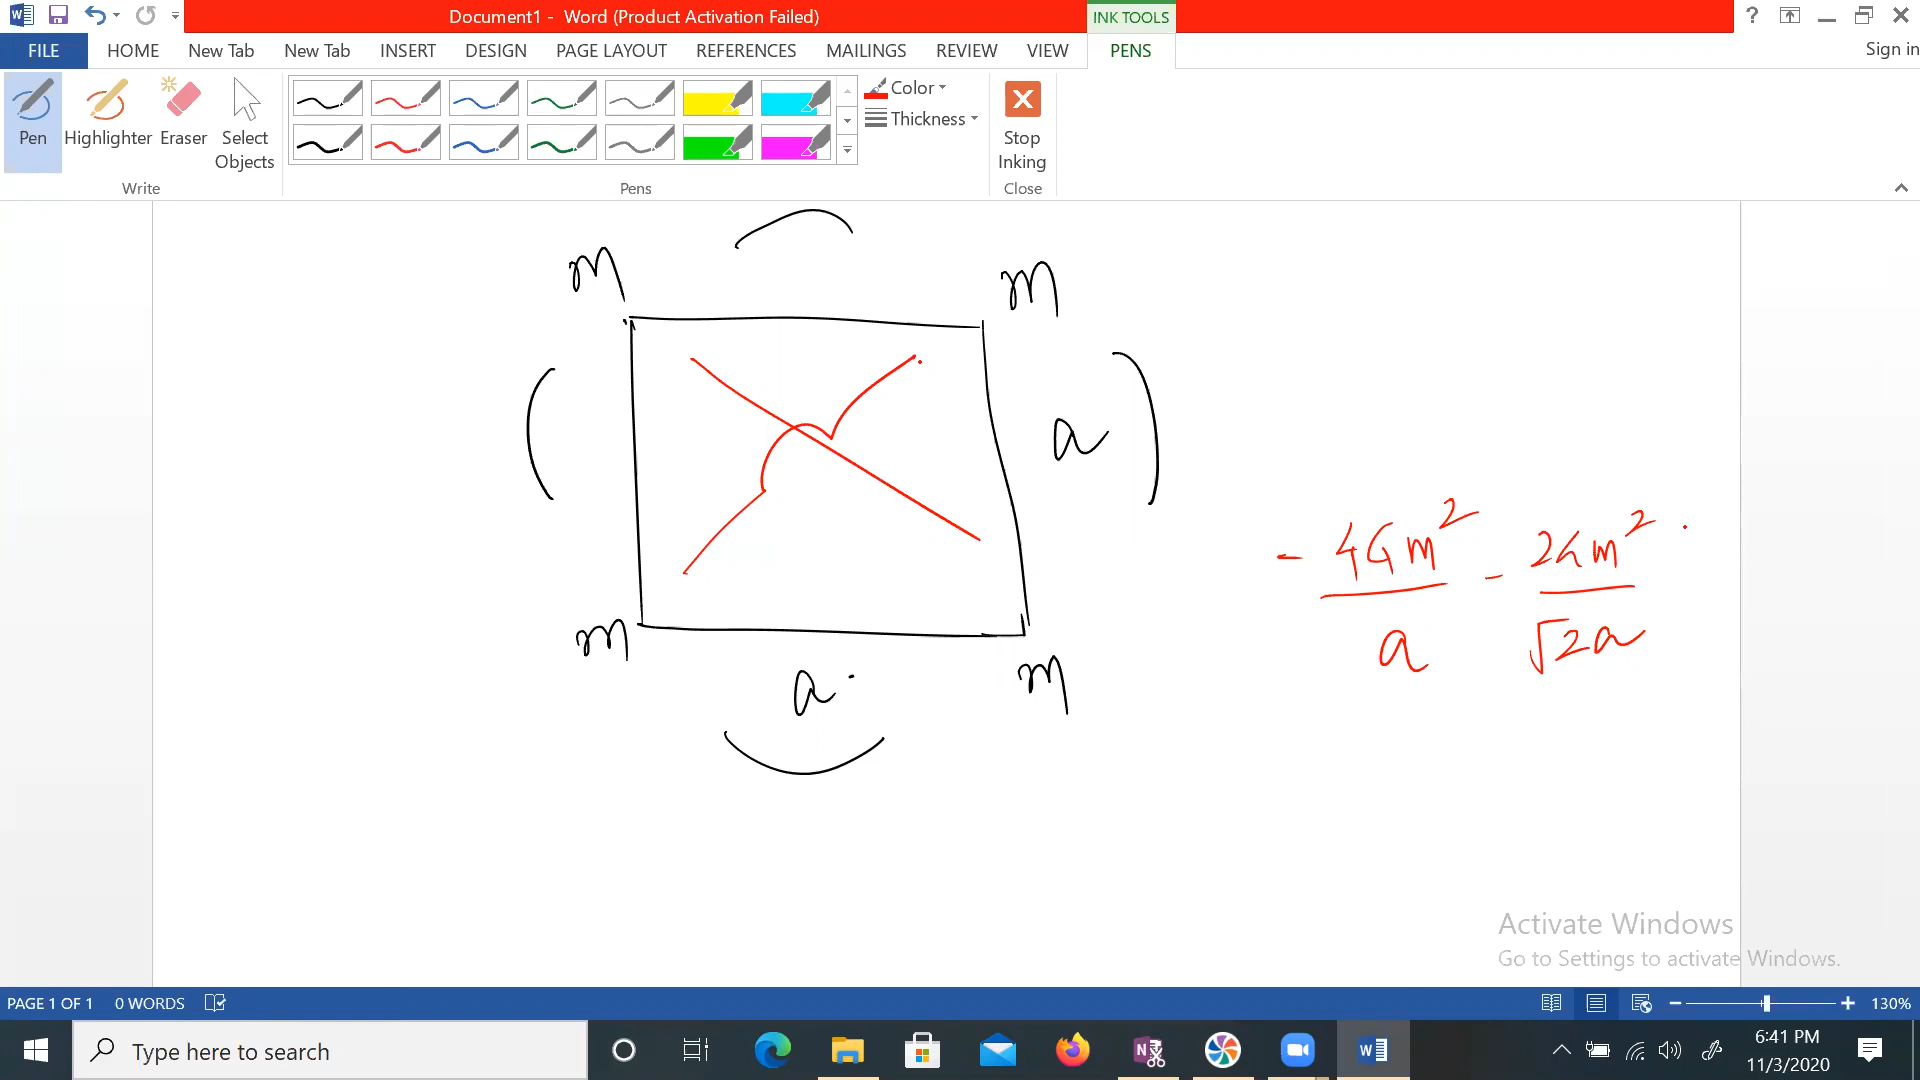 Document1 - Word (Product Activation Failed)
INK TOOLS
?
FILE HOME New Tab New Tab INSERT DESIGN PAGE LAYOUT REFERENCES MAILINGS REVIEW VIEW PENS Sign in
Pen Highlighter Eraser Select Objects
Color
Thickness
Stop Inking
Write Pens Close
m m
a
- 4Gm² - 2Gm²
a √2a
m m
a
Activate Windows
Go to Settings to activate Windows.
PAGE 1 OF 1 0 WORDS 130%
Type here to search
6:41 PM
11/3/2020